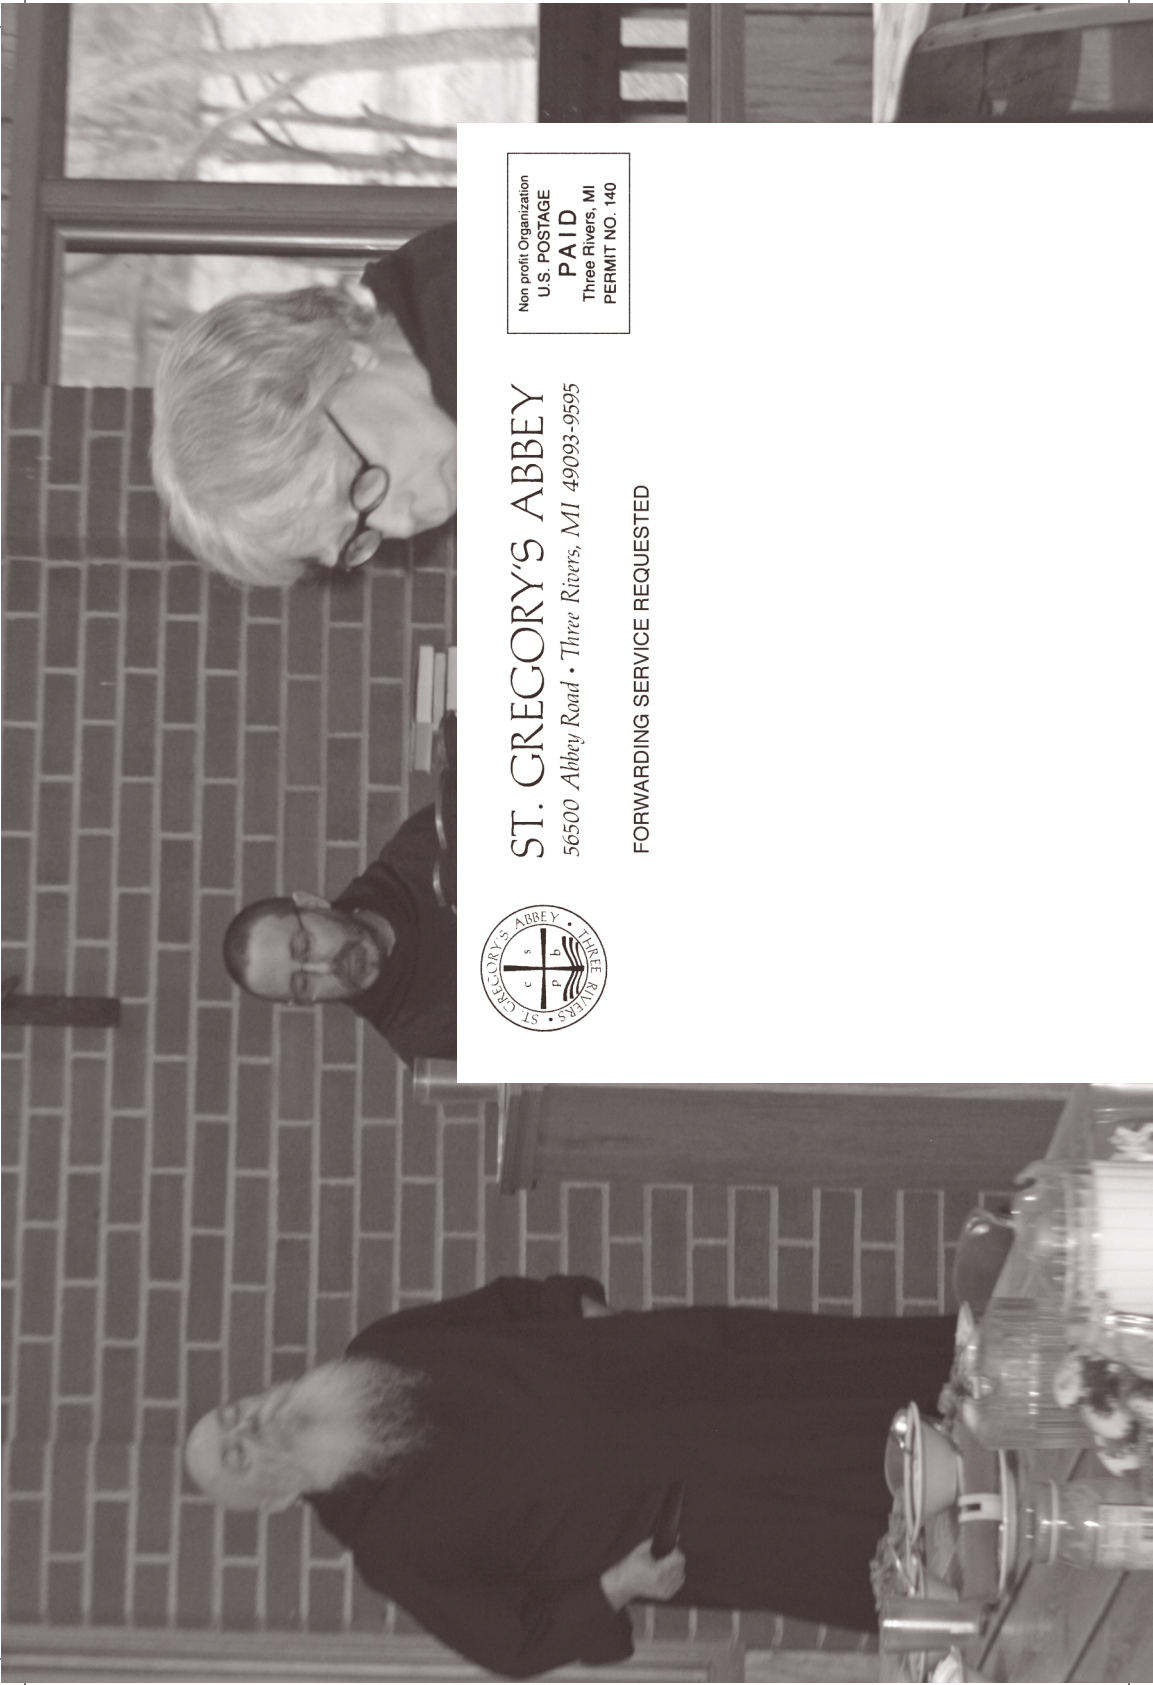 Non profit Organization
U.S. POSTAGE
PAID
Three Rivers, MI
PERMIT NO. 140
ST. GREGORY'S ABBEY
56500 Abbey Road • Three Rivers, MI 49093-9595
FORWARDING SERVICE REQUESTED
ST. GREGORY'S ABBEY • THREE RIVERS •
c s
p b